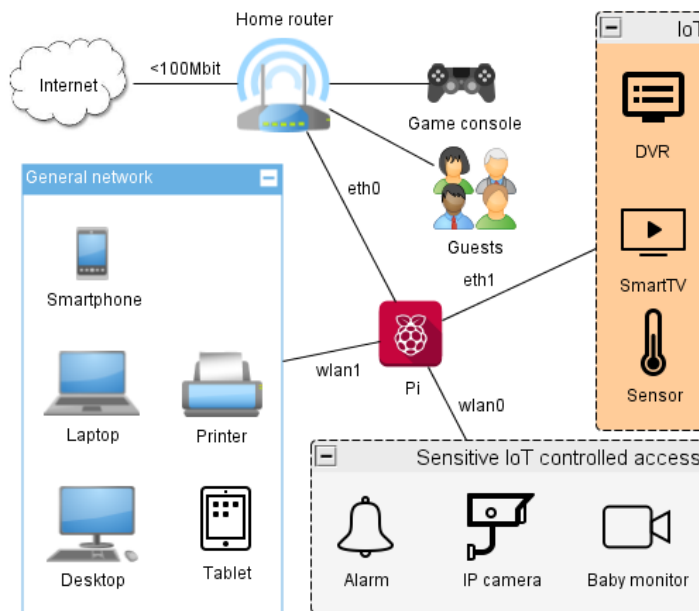 Home router
IoT
Internet
<100Mbit
Game console
DVR
General network
eth0
Guests
Smartphone
eth1
SmartTV
wlan1
Pi
Sensor
wlan0
Laptop
Printer
Sensitive IoT controlled access
Desktop
Tablet
Alarm
IP camera
Baby monitor